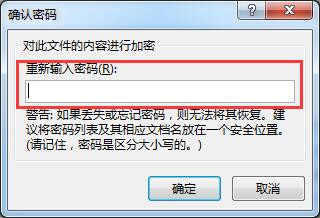 确认密码
对此文件的内容进行加密
重新输入密码(R):
警告: 如果丢失或忘记密码，则无法将其恢复。建
议将密码列表及其相应文档名放在一个安全位置。
(请记住，密码是区分大小写的。)
确定
取消